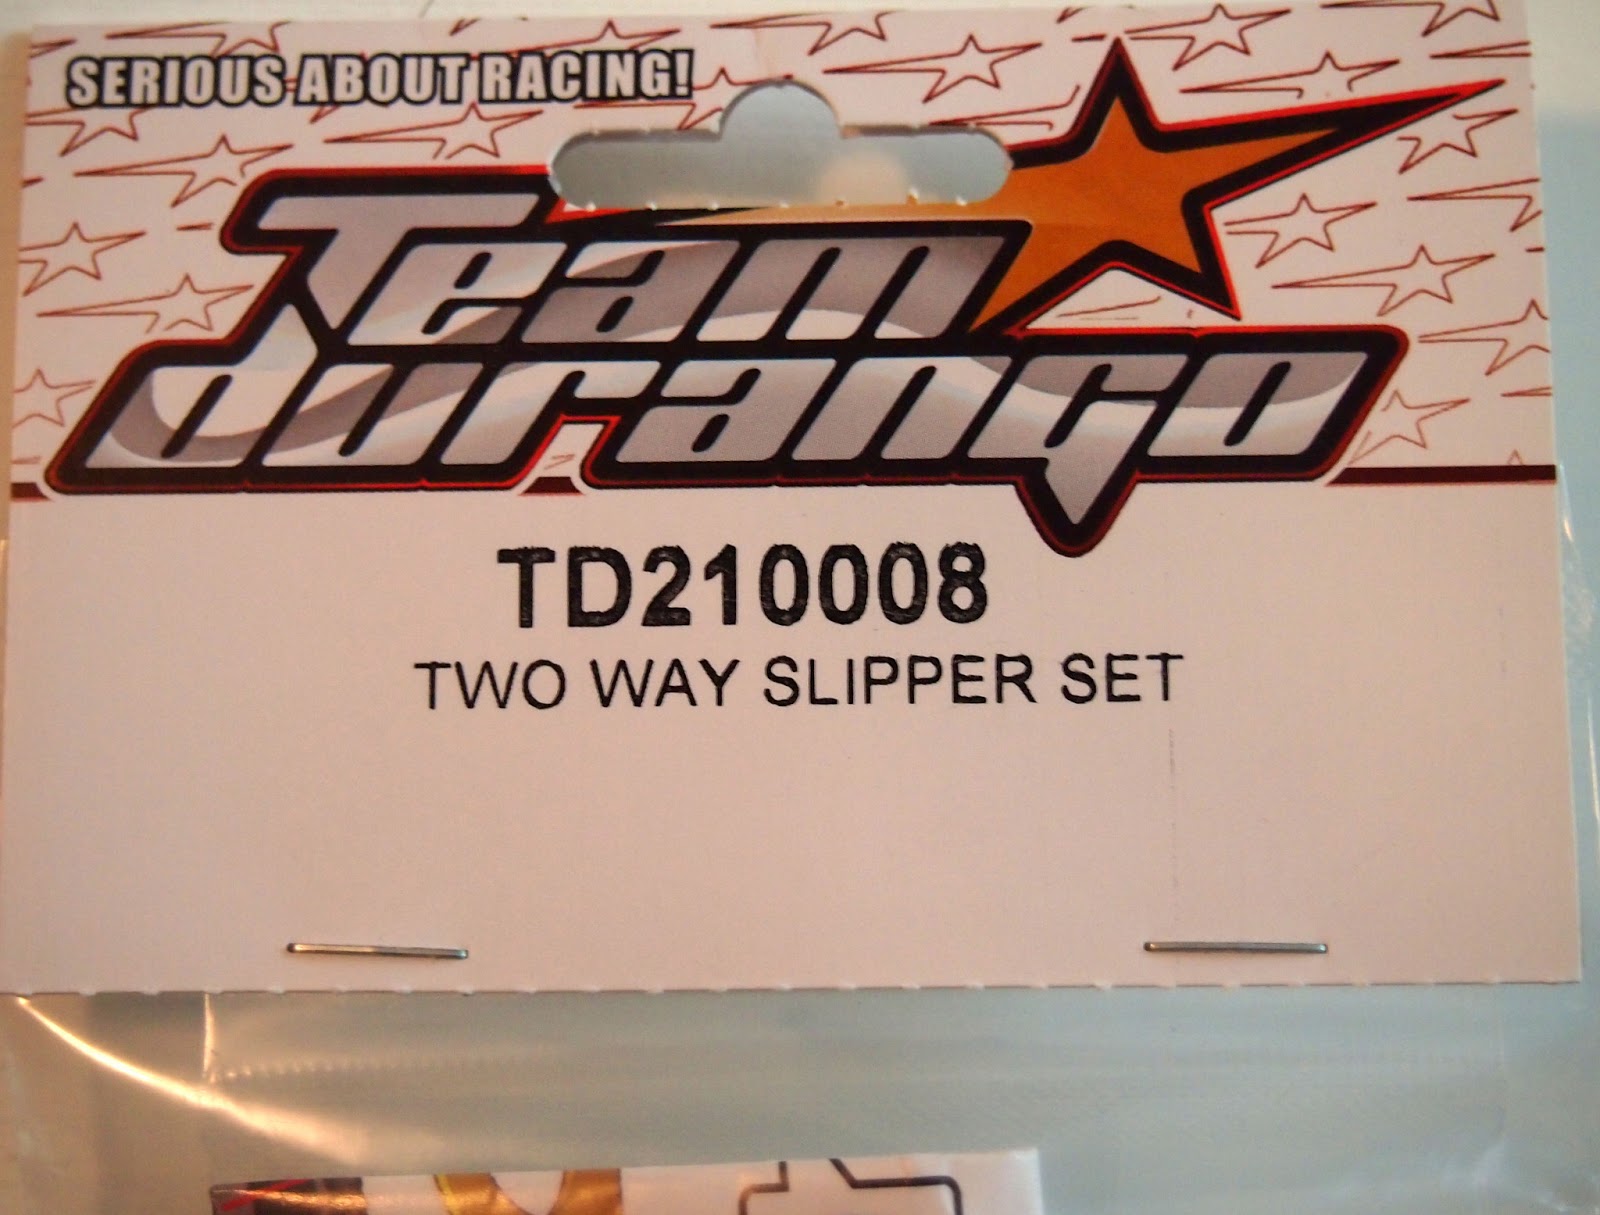 SERIOUS ABOUT RACING!
Team
durango
TD210008
TWO WAY SLIPPER SET